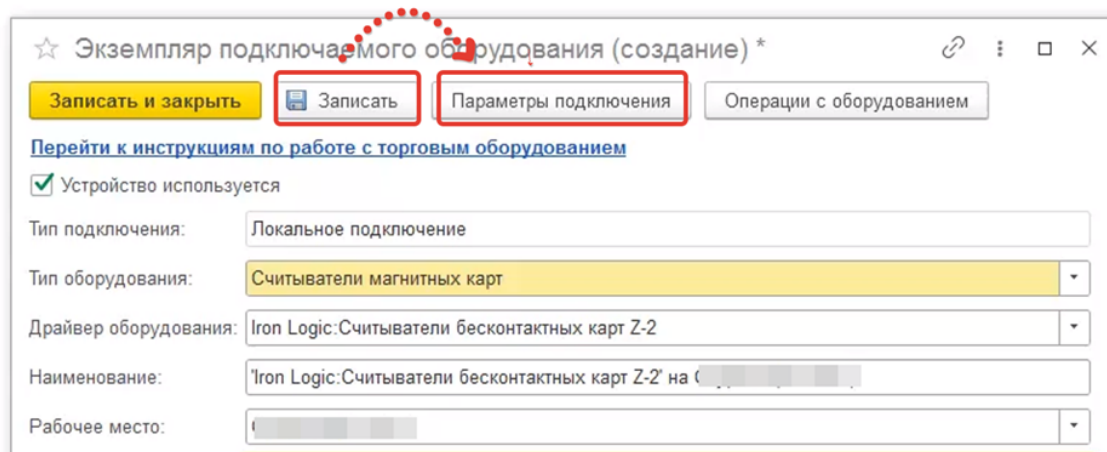 Экземпляр подключаемого оборудования (создание) *
Записать и закрыть Записать Параметры подключения Операции с оборудованием
Перейти к инструкциям по работе с торговым оборудованием
Устройство используется
Тип подключения: Локальное подключение
Тип оборудования: Считыватели магнитных карт
Драйвер оборудования: Iron Logic:Считыватели бесконтактных карт Z-2
Наименование: 'Iron Logic:Считыватели бесконтактных карт Z-2' на
Рабочее место: